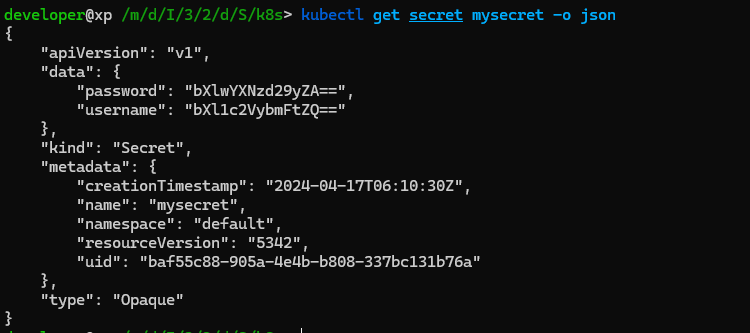 developer@xp /m/d/I/3/2/d/S/k8s> kubectl get secret mysecret -o json
{
    "apiVersion": "v1",
    "data": {
        "password": "bXlwYXNzd29yZA==",
        "username": "bXl1c2VybmFtZQ=="
    },
    "kind": "Secret",
    "metadata": {
        "creationTimestamp": "2024-04-17T06:10:30Z",
        "name": "mysecret",
        "namespace": "default",
        "resourceVersion": "5342",
        "uid": "baf55c88-905a-4e4b-b808-337bc131b76a"
    },
    "type": "Opaque"
}